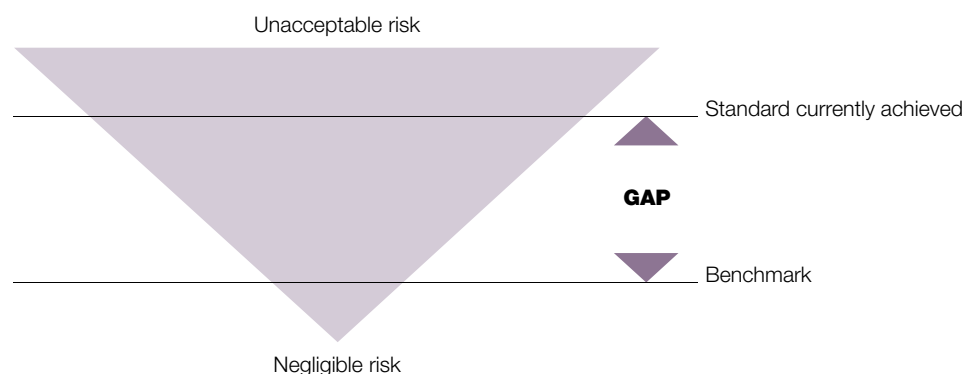 Unacceptable risk
Standard currently achieved
GAP
Benchmark
Negligible risk